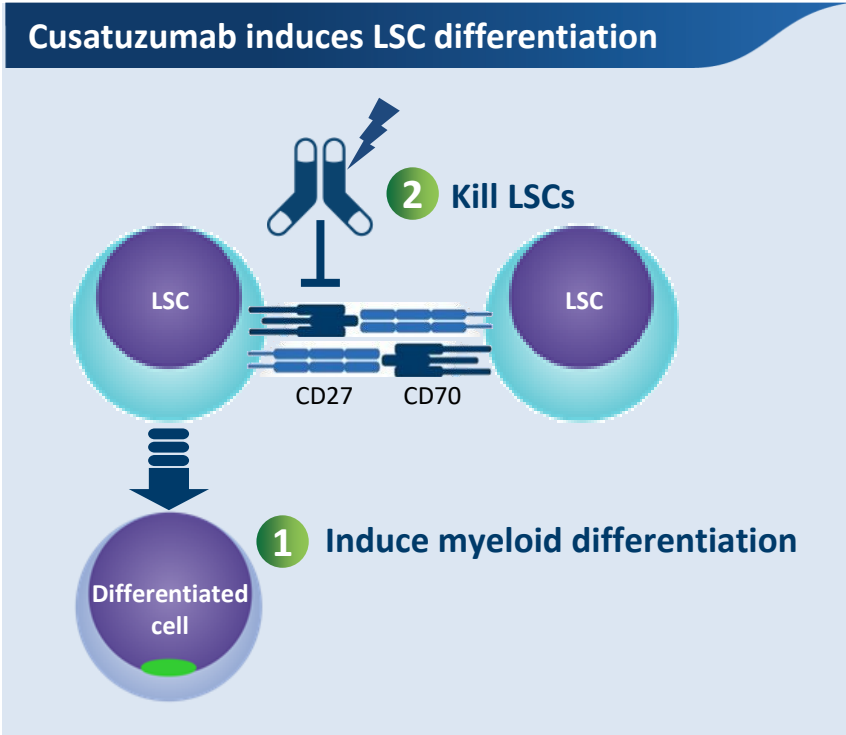 Cusatuzumab induces LSC differentiation
2 Kill LSCs
LSC
LSC
CD27
CD70
1 Induce myeloid differentiation
Differentiated
cell